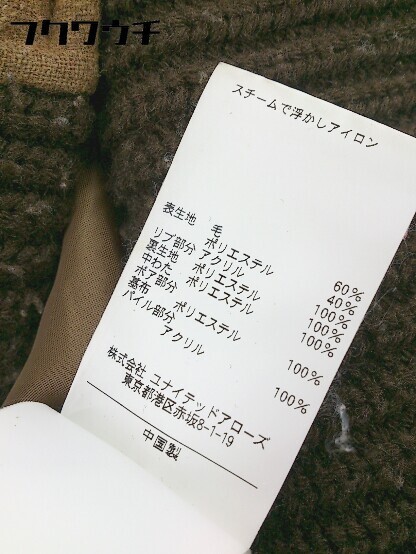 フクウウチ
スチームで浮かしアイロン
表生地 毛 60%
ポリエステル 40%
リブ部分 アクリル 100%
裏生地 ポリエステル 100%
中わた ポリエステル 100%
ボア部分
基布 ポリエステル 100%
パイル部分
アクリル 100%
株式会社 ユナイテッドアローズ
東京都港区赤坂8-1-19
中国製